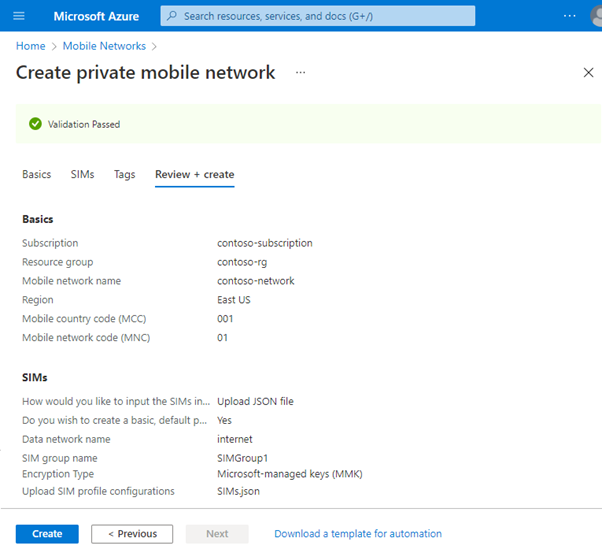 Microsoft Azure
Search resources, services, and docs (G+/)
...
Home > Mobile Networks >
Create private mobile network ...
Validation Passed
Basics SIMs Tags Review + create
Basics
Subscription contoso-subscription
Resource group contoso-rg
Mobile network name contoso-network
Region East US
Mobile country code (MCC) 001
Mobile network code (MNC) 01
SIMs
How would you like to input the SIMs in... Upload JSON file
Do you wish to create a basic, default p... Yes
Data network name internet
SIM group name SIMGroup1
Encryption Type Microsoft-managed keys (MMK)
Upload SIM profile configurations SIMs.json
Create < Previous Next Download a template for automation